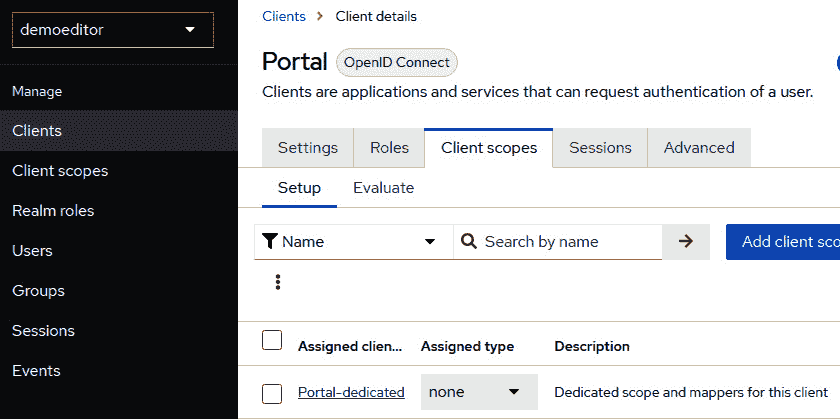 demoeditor
Manage
Clients
Client scopes
Realm roles
Users
Groups
Sessions
Events
Clients > Client details
Portal OpenID Connect
Clients are applications and services that can request authentication of a user.
Settings Roles Client scopes Sessions Advanced
Setup Evaluate
Name Search by name Add client sco
Assigned clien... Assigned type Description
Portal-dedicated none Dedicated scope and mappers for this client